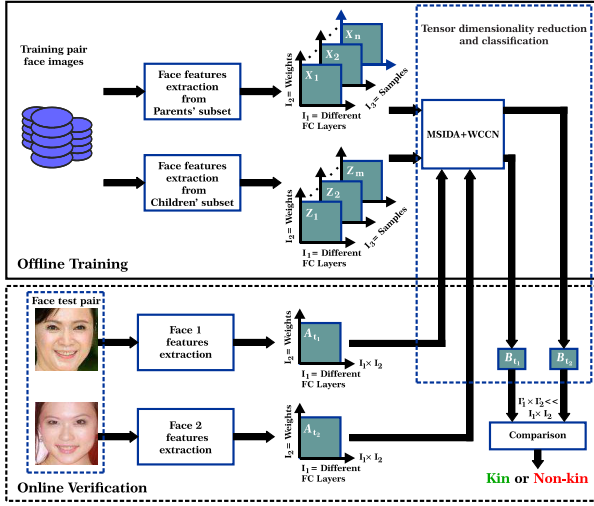 Training pair
face images
Face features
extraction
from
Parents' subset
I2= Weights
X1
X2
Xn
I3= Samples
I1= Different
FC Layers
Tensor dimensionality reduction
and classification
MSIDA+WCCN
Face features
extraction
from
Children' subset
I2= Weights
Z1
Z2
Zm
I3= Samples
I1= Different
FC Layers
Offline Training
Face test pair
Face 1
features
extraction
I2= Weights
At1
I1× I2
I1= Different
FC Layers
Bt1
Bt2
I'1× I'2<<
I1× I2
Face 2
features
extraction
I2= Weights
At2
I1× I2
I1= Different
FC Layers
Comparison
Kin or Non-kin
Online Verification